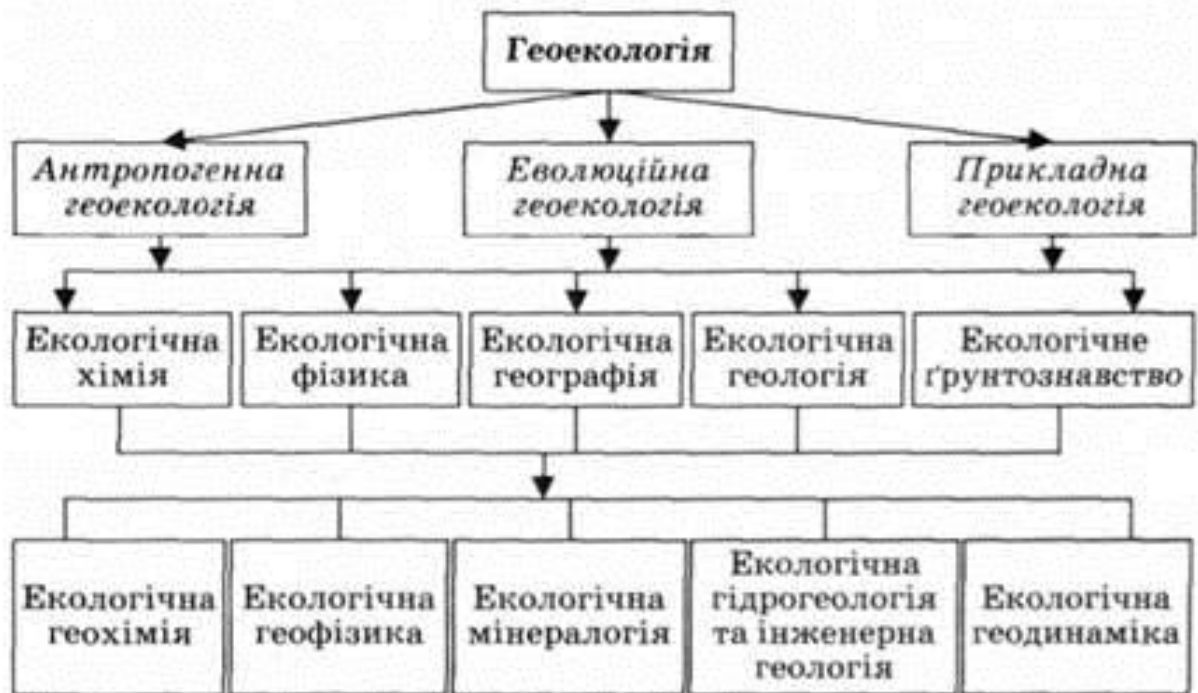 Геоекологія
Антропогенна
геоекологія
Еволюційна
геоекологія
Прикладна
геоекологія
Екологічна
хімія
Екологічна
фізика
Екологічна
географія
Екологічна
геологія
Екологічне
ґрунтознавство
Екологічна
геохімія
Екологічна
геофізика
Екологічна
мінералогія
Екологічна
гідрогеологія
та інженерна
геологія
Екологічна
геодинаміка